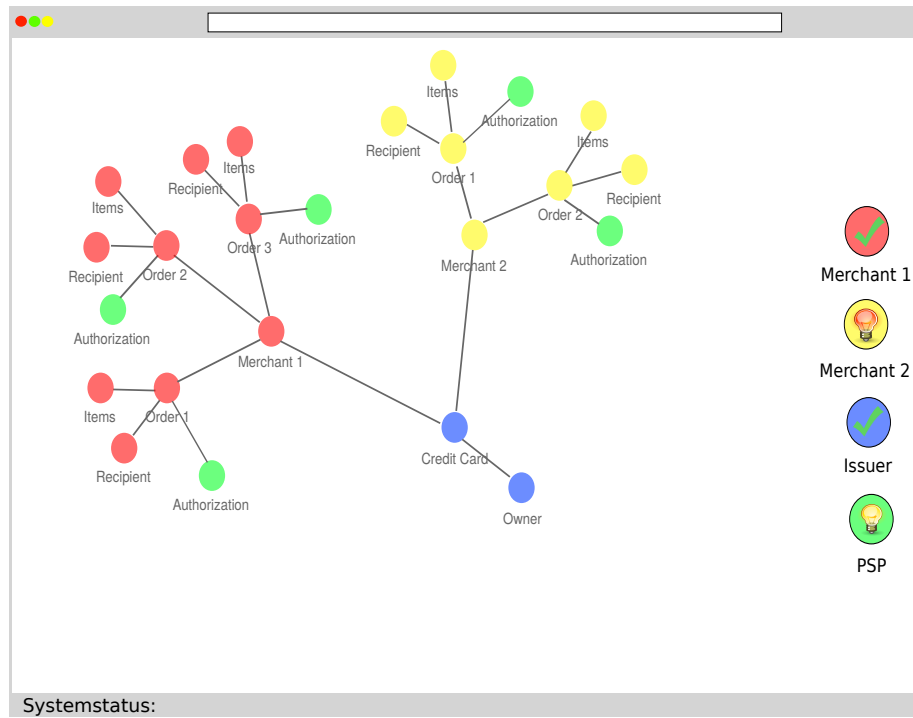 Items
Authorization
Recipient
Order 1
Items
Recipient
Order 2
Authorization
Merchant 2
Items
Recipient
Order 3
Authorization
Items
Recipient
Order 2
Authorization
Merchant 1
Items
Order 1
Recipient
Authorization
Credit Card
Owner
Merchant 1
Merchant 2
Issuer
PSP
Systemstatus: